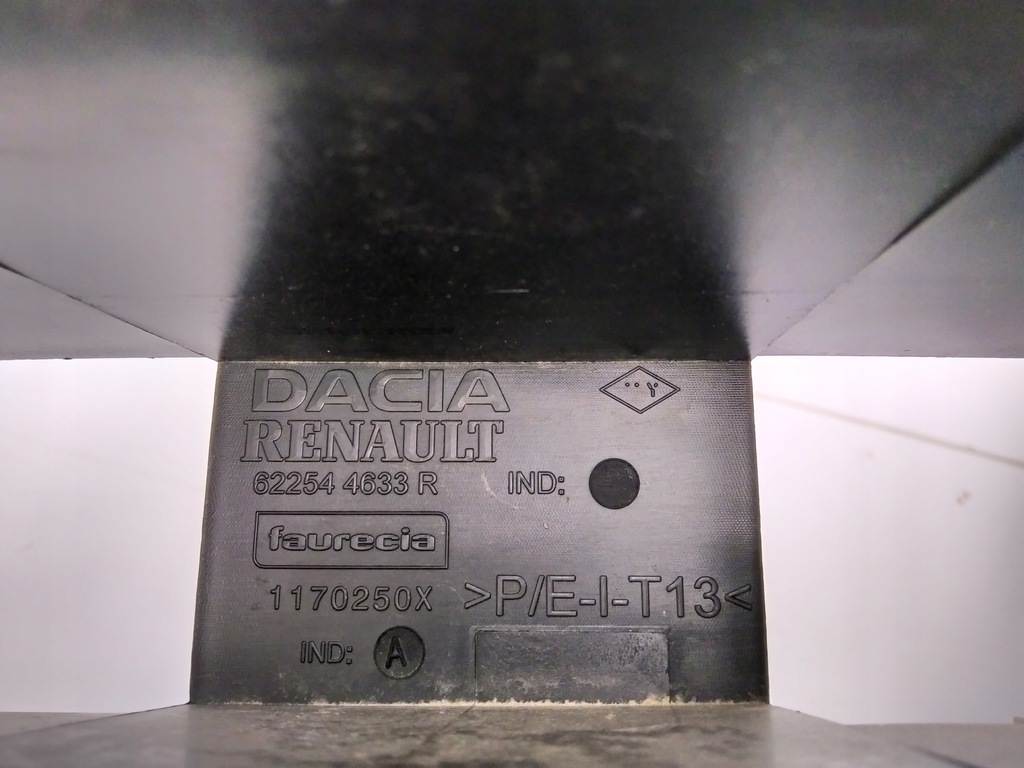 DACIA
RENAULT
62254 4633 R IND:
faurecia
1170250X >P/E-I-T13<
IND: A